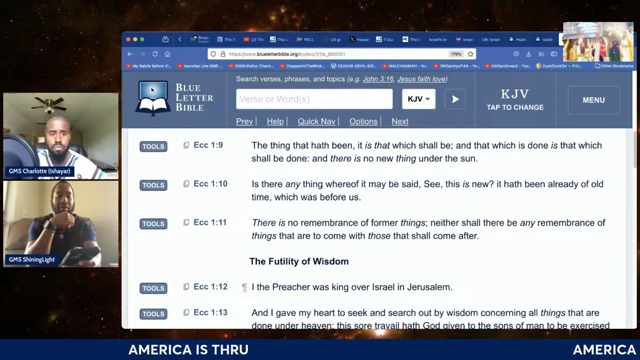 https://www.blueletterbible.org
170%
My Salute Before
Other Bookmarks
BLUE
LETTER
BIBLE
Search verses, phrases, and topics (e.g. John 3:16, Jesus faith love)
Verse or Word(s)
KJV
KJV
TAP TO CHANGE
MENU
Prev | Help | Quick Nav | Options | Next
TOOLS Ecc 1:9 The thing that hath been, it is that which shall be; and that which is done is that which
shall be done: and there is no new thing under the sun.
TOOLS Ecc 1:10 Is there any thing whereof it may be said, See, this is new? it hath been already of old
time, which was before us.
TOOLS Ecc 1:11 There is no remembrance of former things; neither shall there be any remembrance of
things that are to come with those that shall come after.
The Futility of Wisdom
TOOLS Ecc 1:12 ¶ I the Preacher was king over Israel in Jerusalem.
TOOLS Ecc 1:13 And I gave my heart to seek and search out by wisdom concerning all things that are
done under heaven: this sore travail hath God given to the sons of man to be exercised
GMS Charlotte (Ishayar)
GMS ShiningLight
AMERICA IS THRU
AMERICA